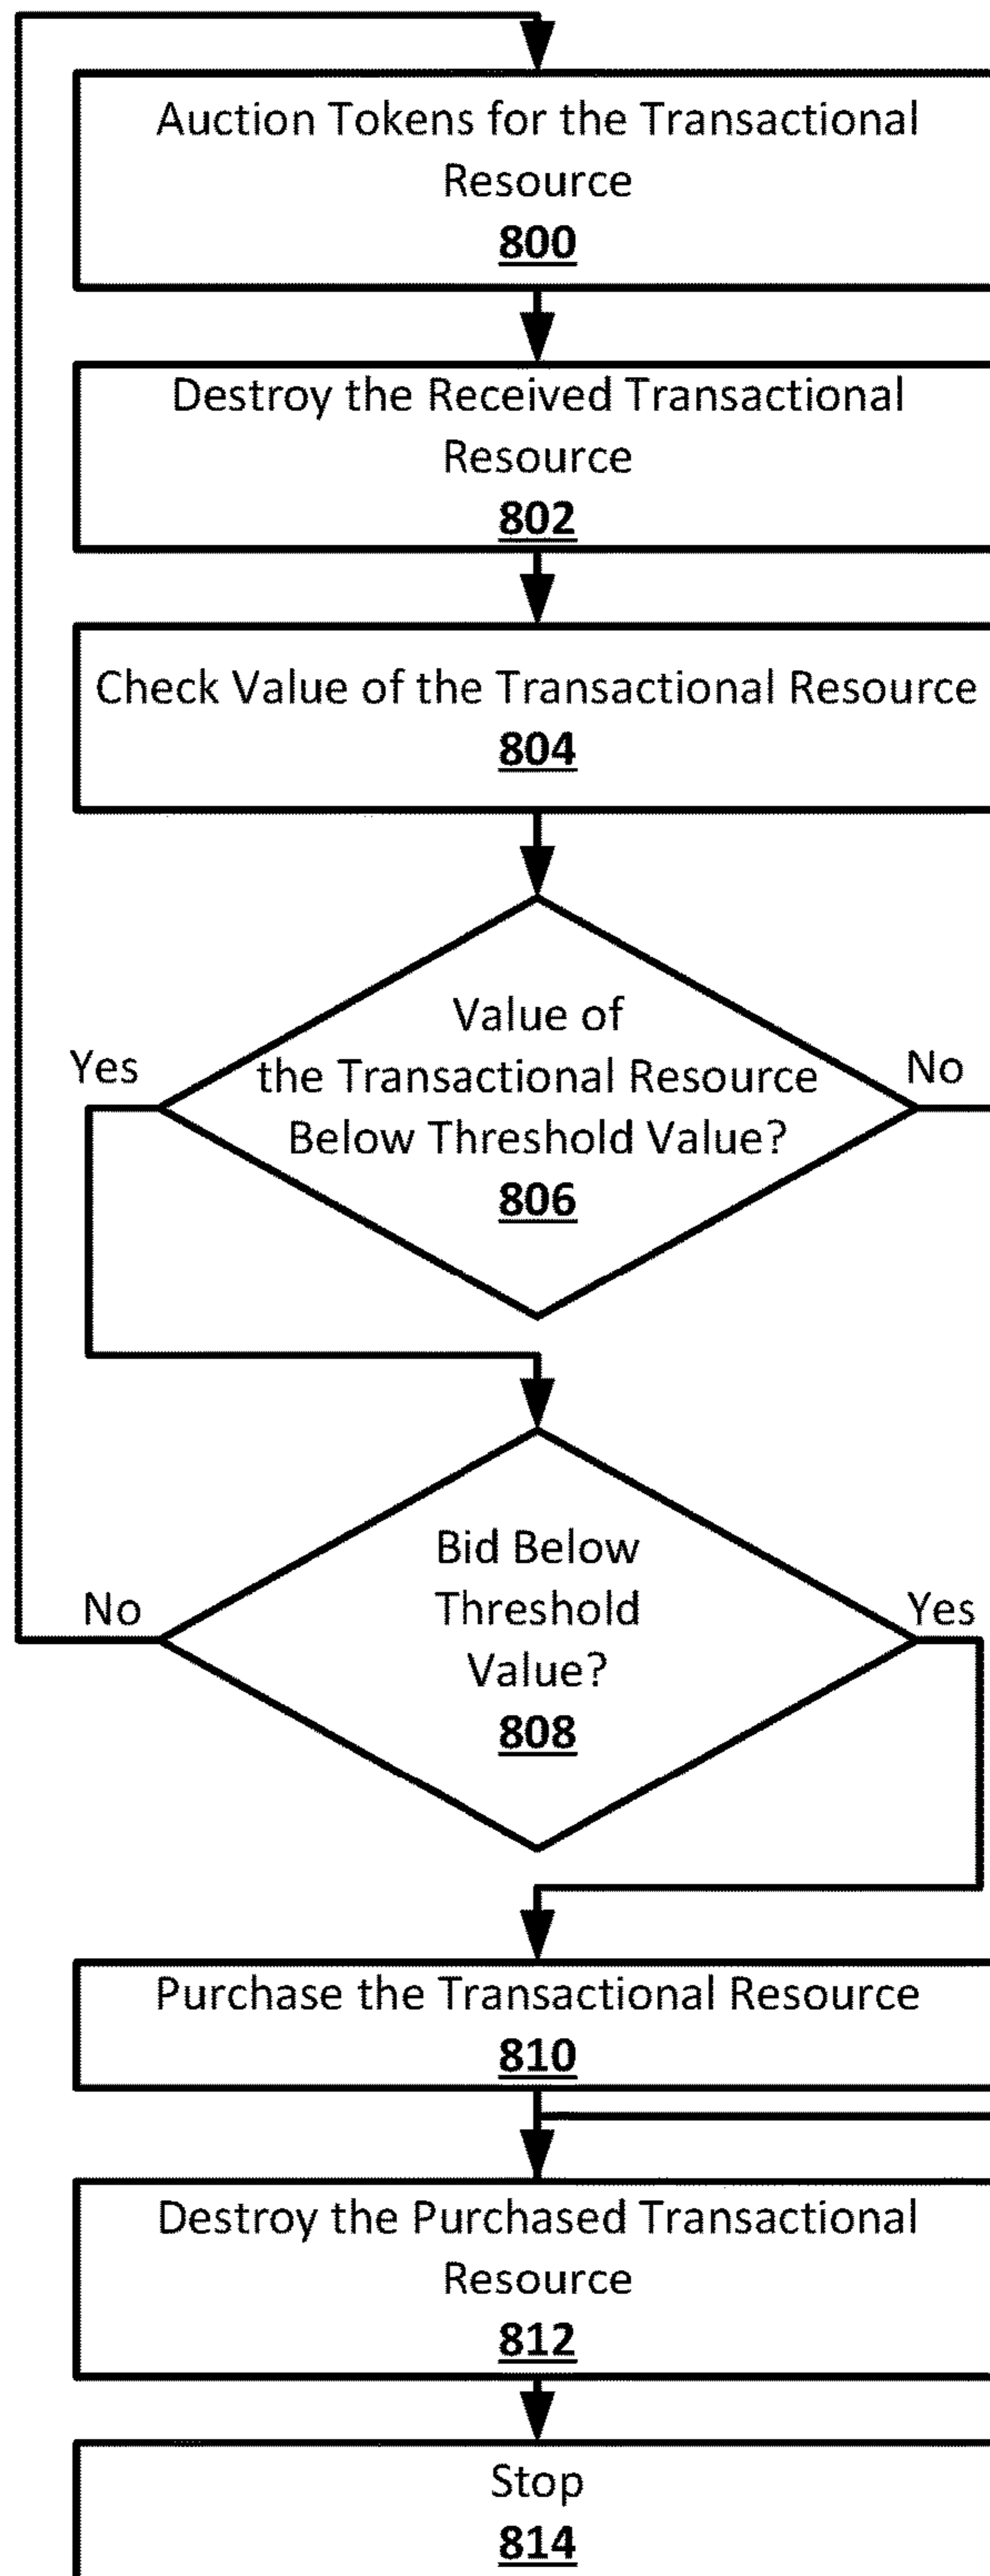 Auction Tokens for the Transactional
Resource
800
Destroy the Received Transactional
Resource
802
Check Value of the Transactional Resource
804
Value of
the Transactional Resource
Below Threshold Value?
806
Yes
No
Bid Below
Threshold
Value?
808
No
Yes
Purchase the Transactional Resource
810
Destroy the Purchased Transactional
Resource
812
Stop
814